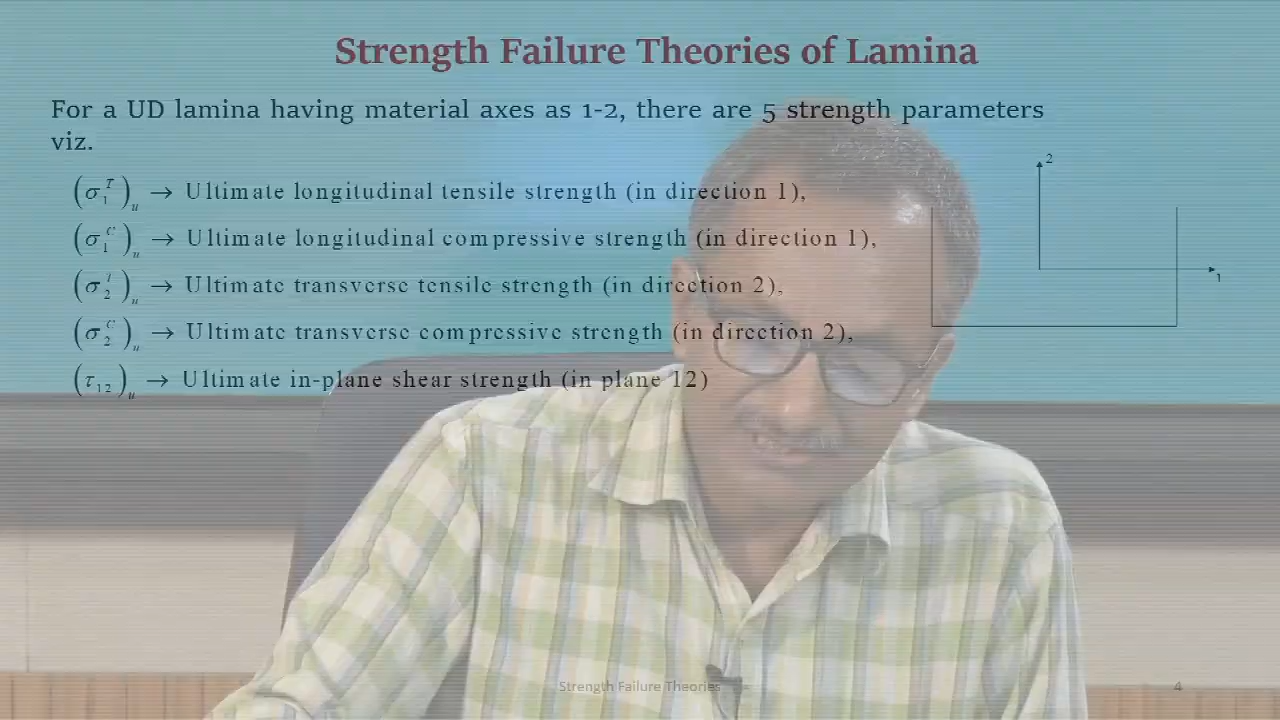 Strength Failure Theories of Lamina
For a UD lamina having material axes as 1-2, there are 5 strength parameters
viz.
(σ₁ᵀ)ᵤ → Ultimate longitudinal tensile strength (in direction 1),
(σ₁ᶜ)ᵤ → Ultimate longitudinal compressive strength (in direction 1),
(σ₂ᵀ)ᵤ → Ultimate transverse tensile strength (in direction 2),
(σ₂ᶜ)ᵤ → Ultimate transverse compressive strength (in direction 2),
(τ₁₂)ᵤ → Ultimate in-plane shear strength (in plane 12)
2
1
Strength Failure Theories
4